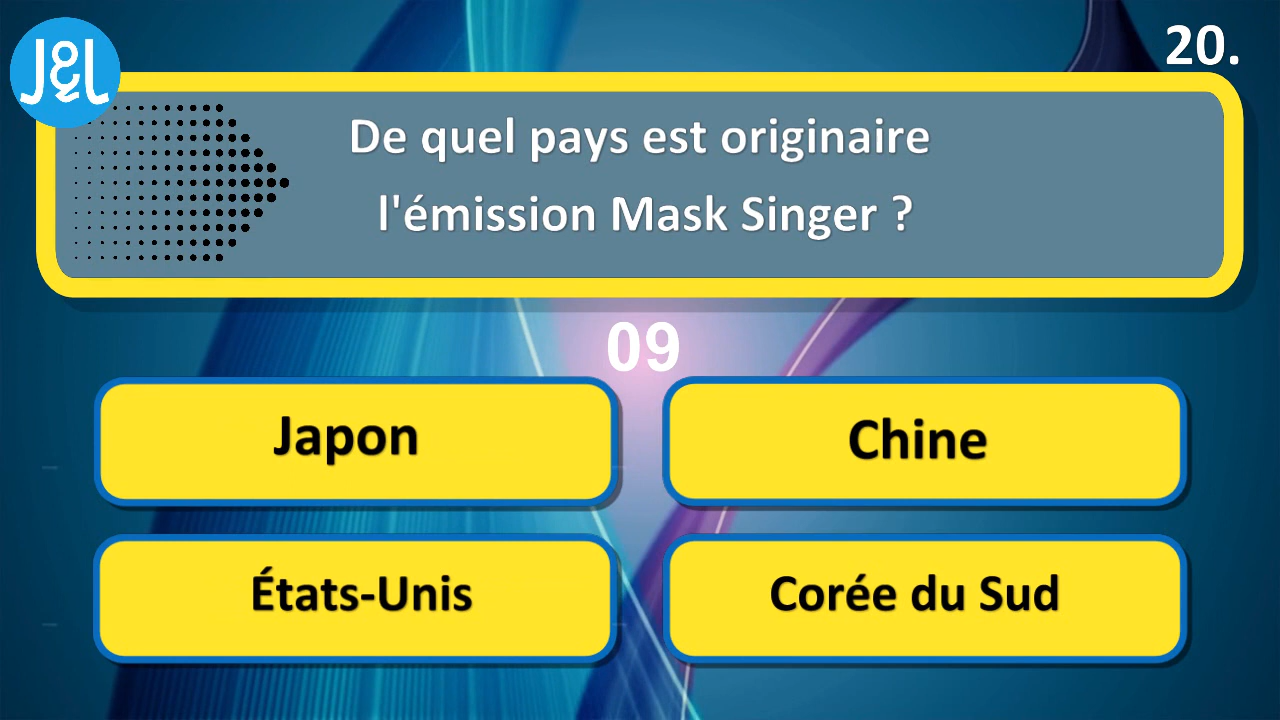 J&L
20.
De quel pays est originaire
l'émission Mask Singer ?
09
Japon
Chine
États-Unis
Corée du Sud